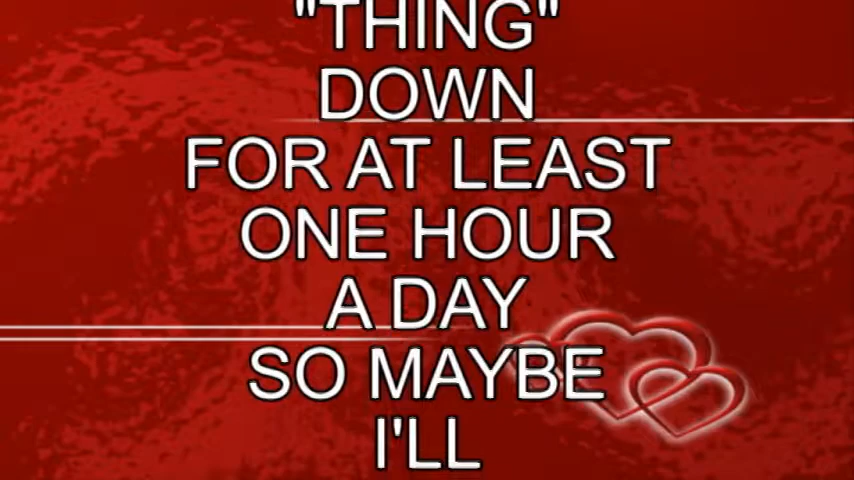 "THING"
DOWN
FOR AT LEAST
ONE HOUR
A DAY
SO MAYBE
I'LL